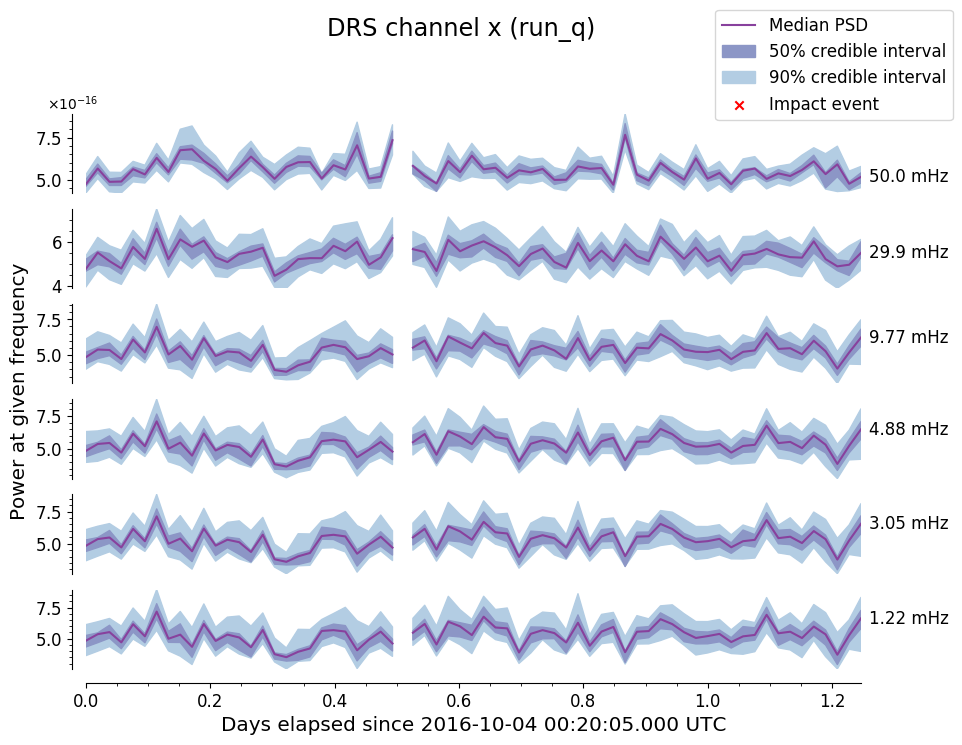 DRS channel x (run_q)
Median PSD
50% credible interval
90% credible interval
Impact event
×10⁻¹⁶
7.5
5.0
50.0 mHz
6
4
29.9 mHz
7.5
5.0
9.77 mHz
7.5
5.0
4.88 mHz
7.5
5.0
3.05 mHz
7.5
5.0
1.22 mHz
Power at given frequency
0.0 0.2 0.4 0.6 0.8 1.0 1.2
Days elapsed since 2016-10-04 00:20:05.000 UTC